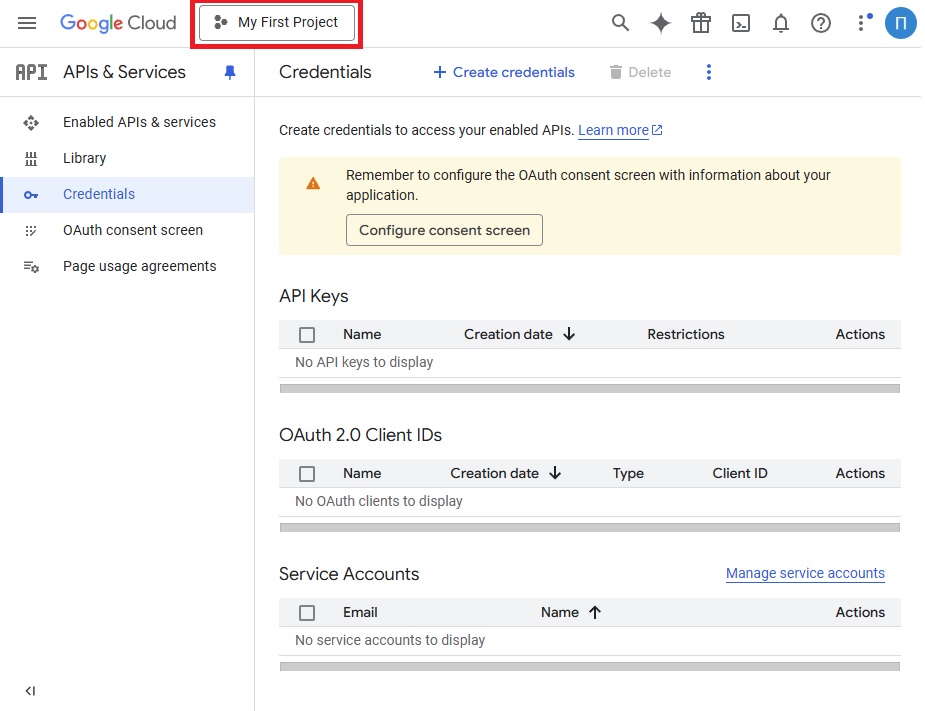 Google Cloud My First Project П
API APIs & Services Credentials + Create credentials Delete
Enabled APIs & services
Library
Credentials
OAuth consent screen
Page usage agreements
Create credentials to access your enabled APIs. Learn more
Remember to configure the OAuth consent screen with information about your
application.
Configure consent screen
API Keys
Name Creation date Restrictions Actions
No API keys to display
OAuth 2.0 Client IDs
Name Creation date Type Client ID Actions
No OAuth clients to display
Service Accounts Manage service accounts
Email Name Actions
No service accounts to display